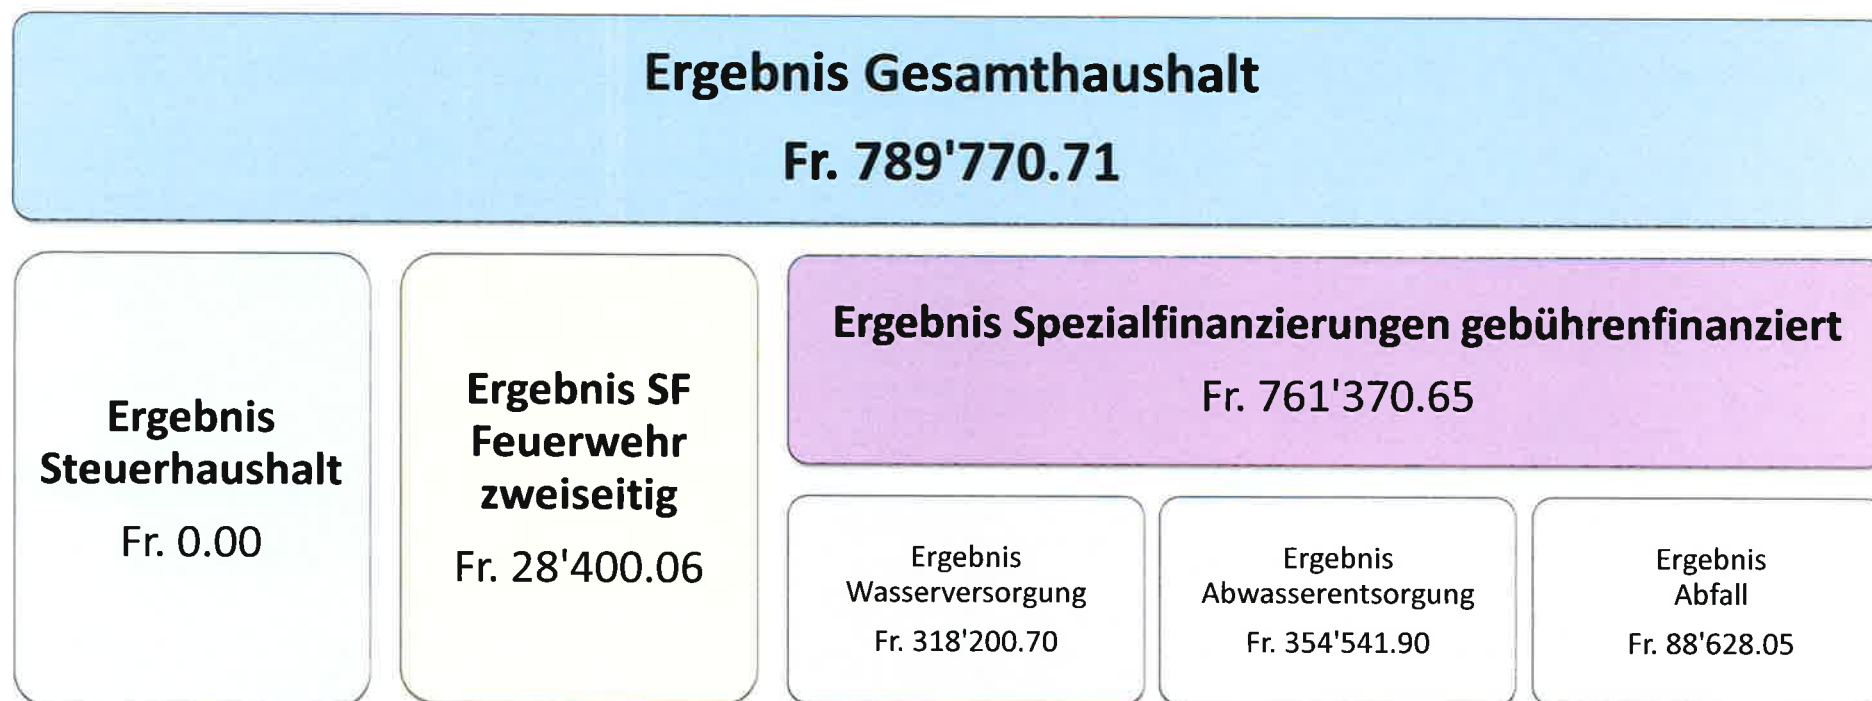 Ergebnis Gesamthaushalt
Fr. 789'770.71
Ergebnis
Steuerhaushalt
Fr. 0.00
Ergebnis SF
Feuerwehr
zweiseitig
Fr. 28'400.06
Ergebnis Spezialfinanzierungen gebührenfinanziert
Fr. 761'370.65
Ergebnis
Wasserversorgung
Fr. 318'200.70
Ergebnis
Abwasserentsorgung
Fr. 354'541.90
Ergebnis
Abfall
Fr. 88'628.05